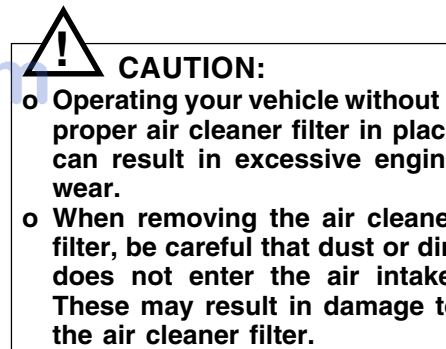 ! CAUTION:
o Operating your vehicle without
proper air cleaner filter in plac
can result in excessive engin
wear.
o When removing the air cleane
filter, be careful that dust or dir
does not enter the air intake
These may result in damage to
the air cleaner filter.